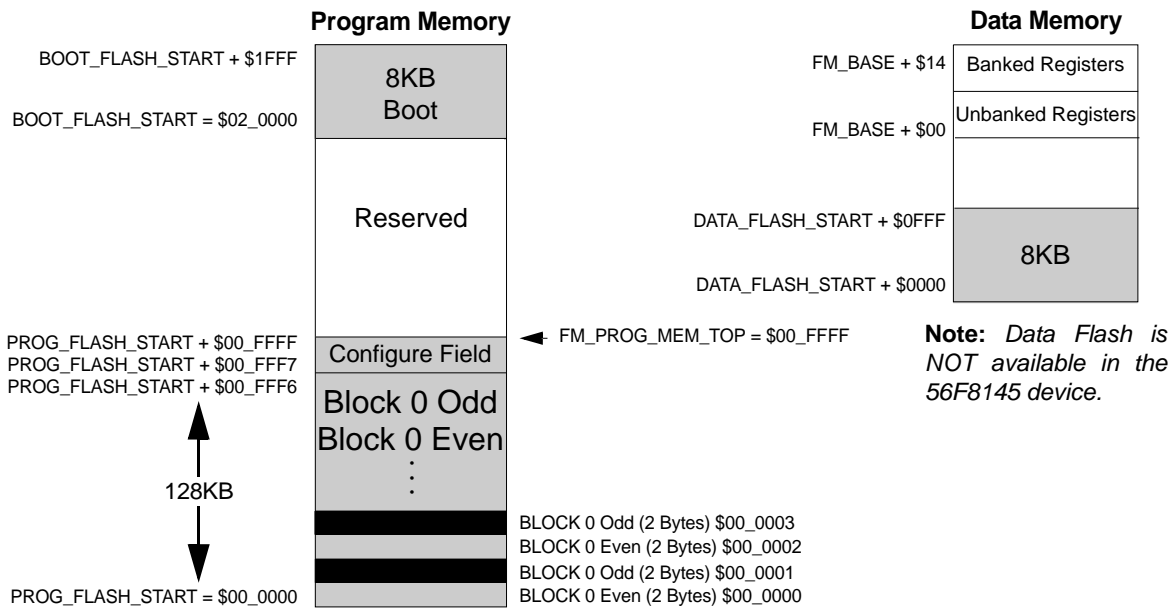 Program Memory
BOOT_FLASH_START + $1FFF
8KB
Boot
BOOT_FLASH_START = $02_0000
Reserved
PROG_FLASH_START + $00_FFFF
FM_PROG_MEM_TOP = $00_FFFF
PROG_FLASH_START + $00_FFF7
Configure Field
PROG_FLASH_START + $00_FFF6
Block 0 Odd
Block 0 Even
128KB
BLOCK 0 Odd (2 Bytes) $00_0003
BLOCK 0 Even (2 Bytes) $00_0002
BLOCK 0 Odd (2 Bytes) $00_0001
BLOCK 0 Even (2 Bytes) $00_0000
PROG_FLASH_START = $00_0000
Data Memory
FM_BASE + $14
Banked Registers
Unbanked Registers
FM_BASE + $00
DATA_FLASH_START + $0FFF
8KB
DATA_FLASH_START + $0000
Note: Data Flash is
NOT available in the
56F8145 device.